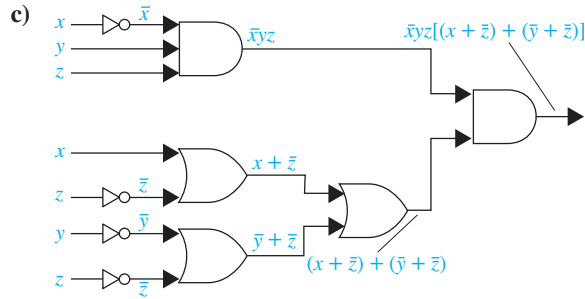 c)
x x̄
y
z
x̄yz
x̄yz[(x + z̄) + (ȳ + z̄)]
x
z z̄
x + z̄
y ȳ
z z̄
ȳ + z̄
(x + z̄) + (ȳ + z̄)